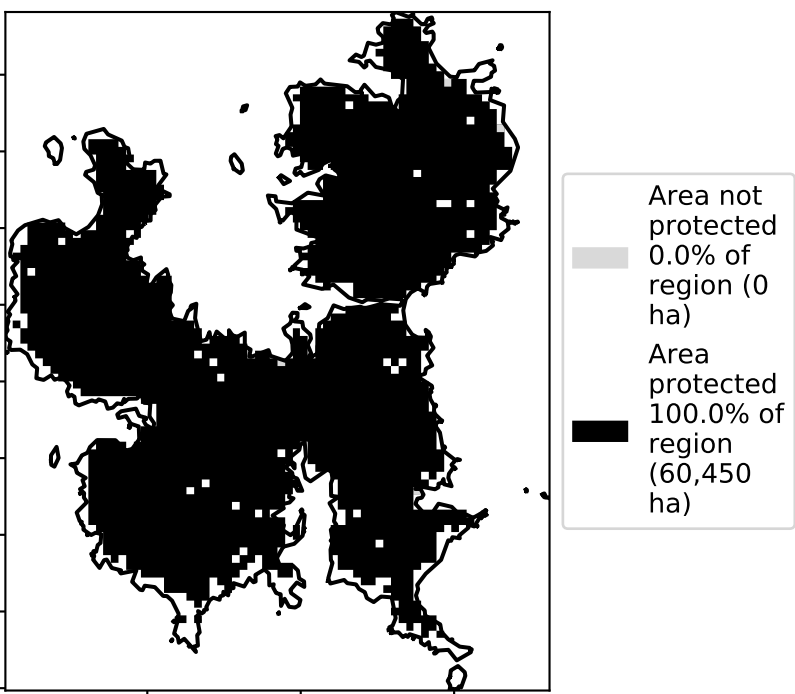 Area not
protected
0.0% of
region (0
ha)
Area
protected
100.0% of
region
(60,450
ha)